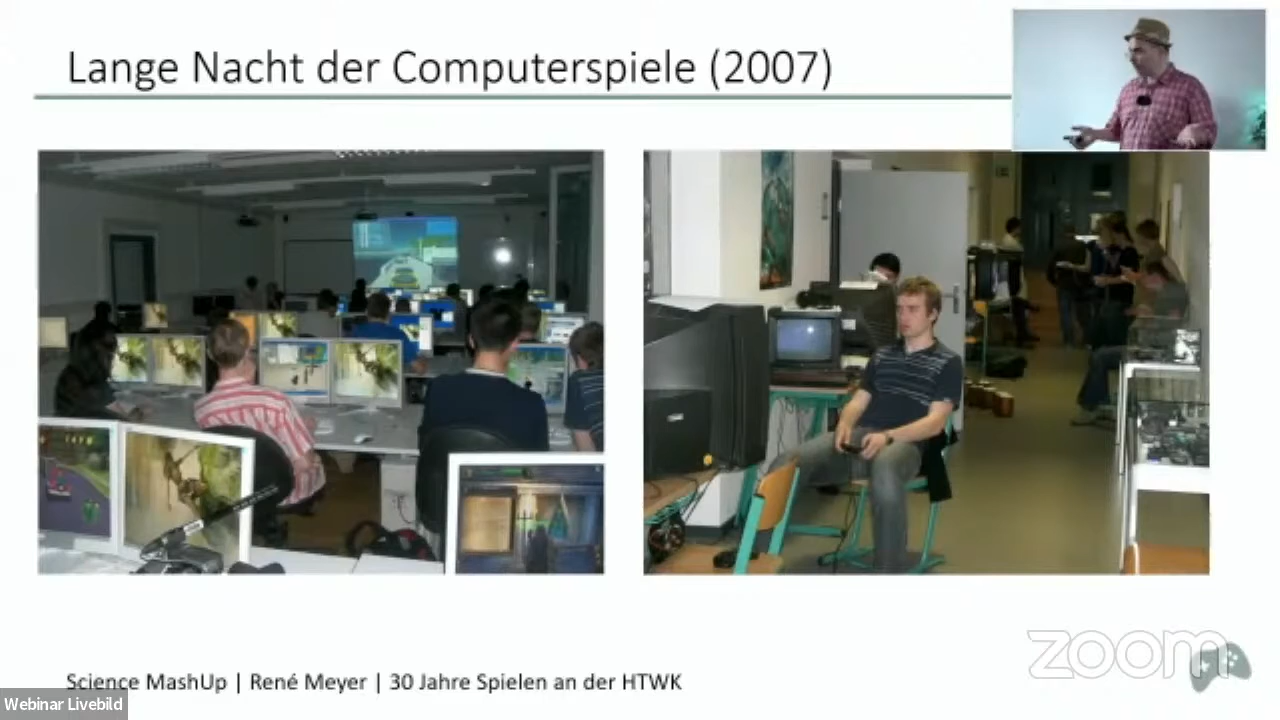 Lange Nacht der Computerspiele (2007)
zoom
Science MashUp | René Meyer | 30 Jahre Spielen an der HTWK
Webinar Livebild